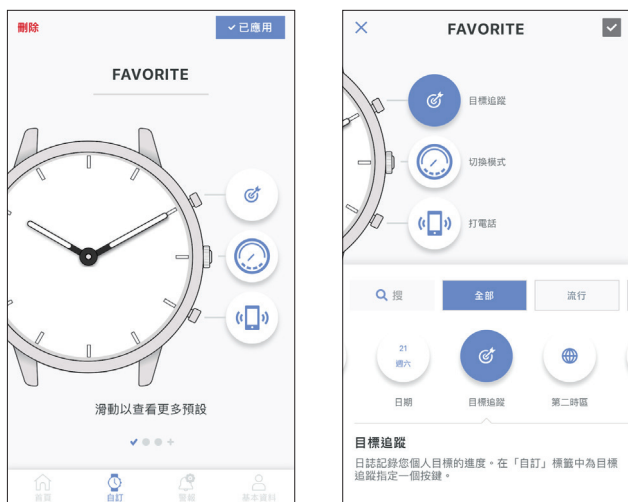 刪除
已應用
FAVORITE
滑動以查看更多預設
首頁
自訂
警報
基本資料
FAVORITE
目標追蹤
切換模式
打電話
搜
全部
流行
21
週六
日期
目標追蹤
第二時區
目標追蹤
日誌記錄您個人目標的進度。在「自訂」標籤中為目標
追蹤指定一個按鍵。